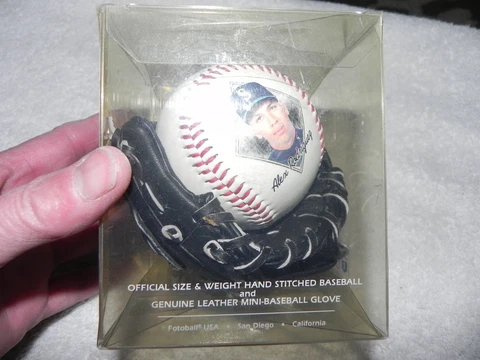 Alex Rodriguez
OFFICIAL SIZE & WEIGHT HAND STITCHED BASEBALL
and
GENUINE LEATHER MINI-BASEBALL GLOVE
Fotoball® USA • San Diego • California